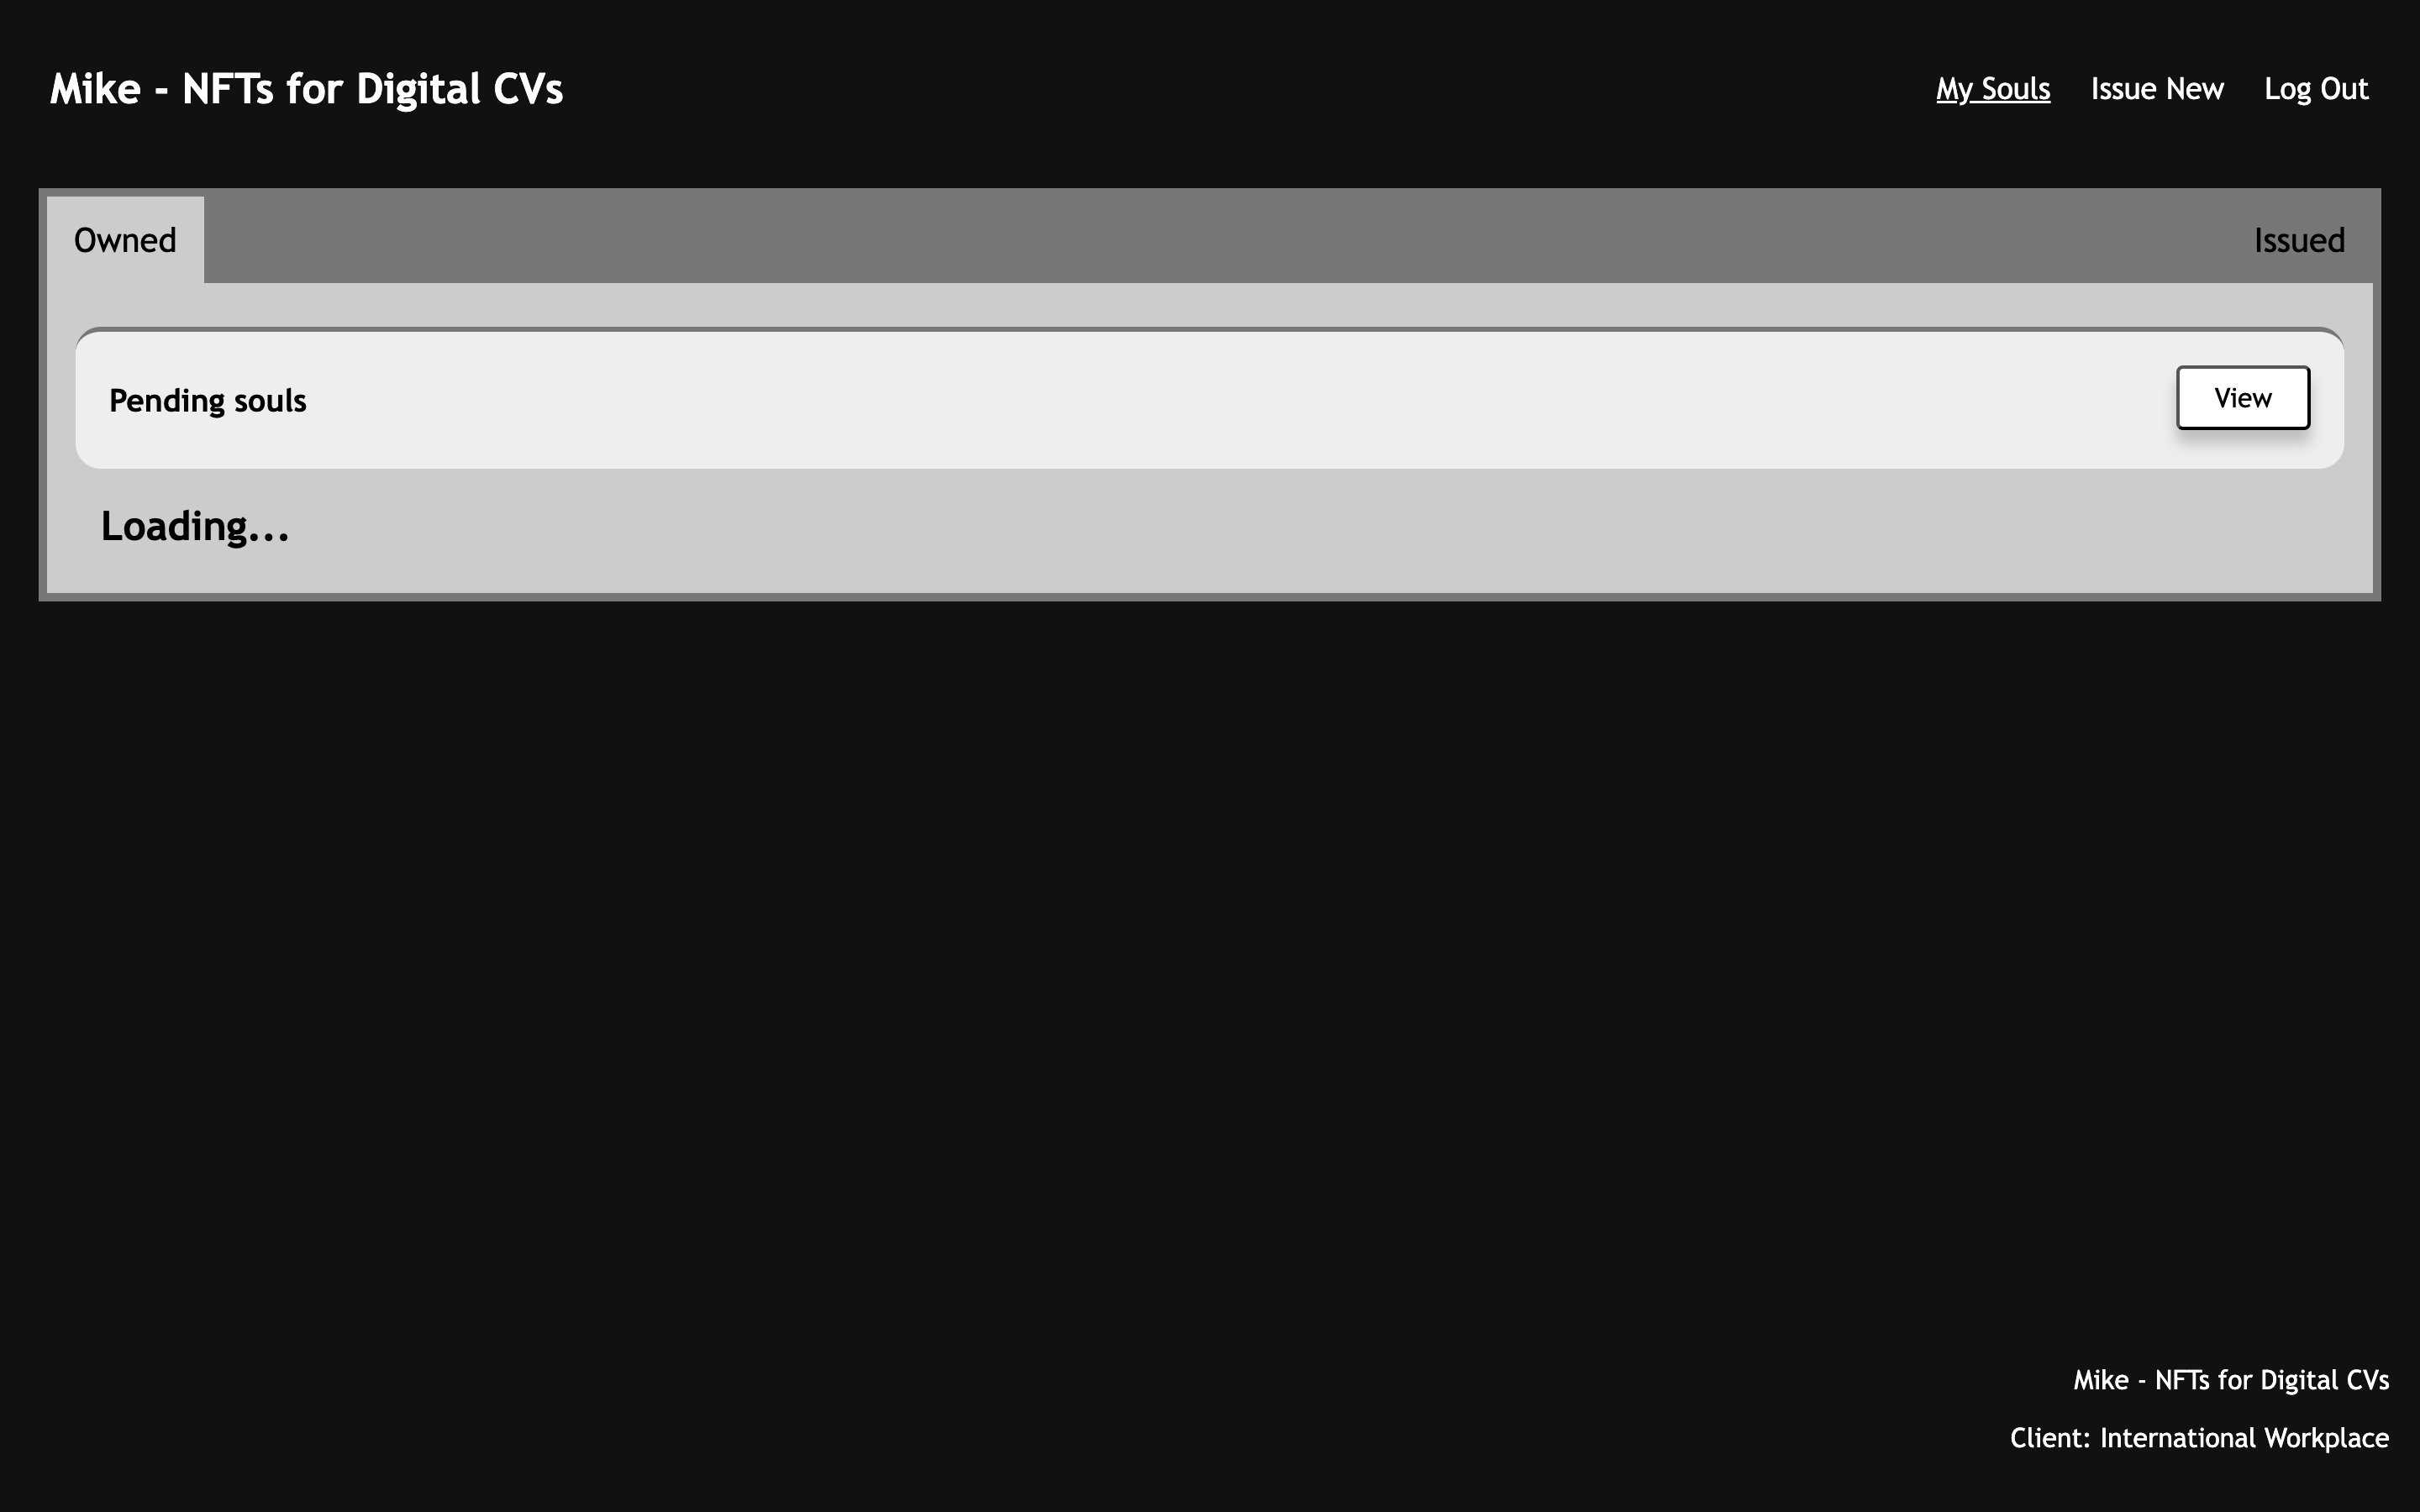 Mike - NFTs for Digital CVs
My Souls Issue New Log Out
Owned Issued
Pending souls View
Loading...
Mike - NFTs for Digital CVs
Client: International Workplace